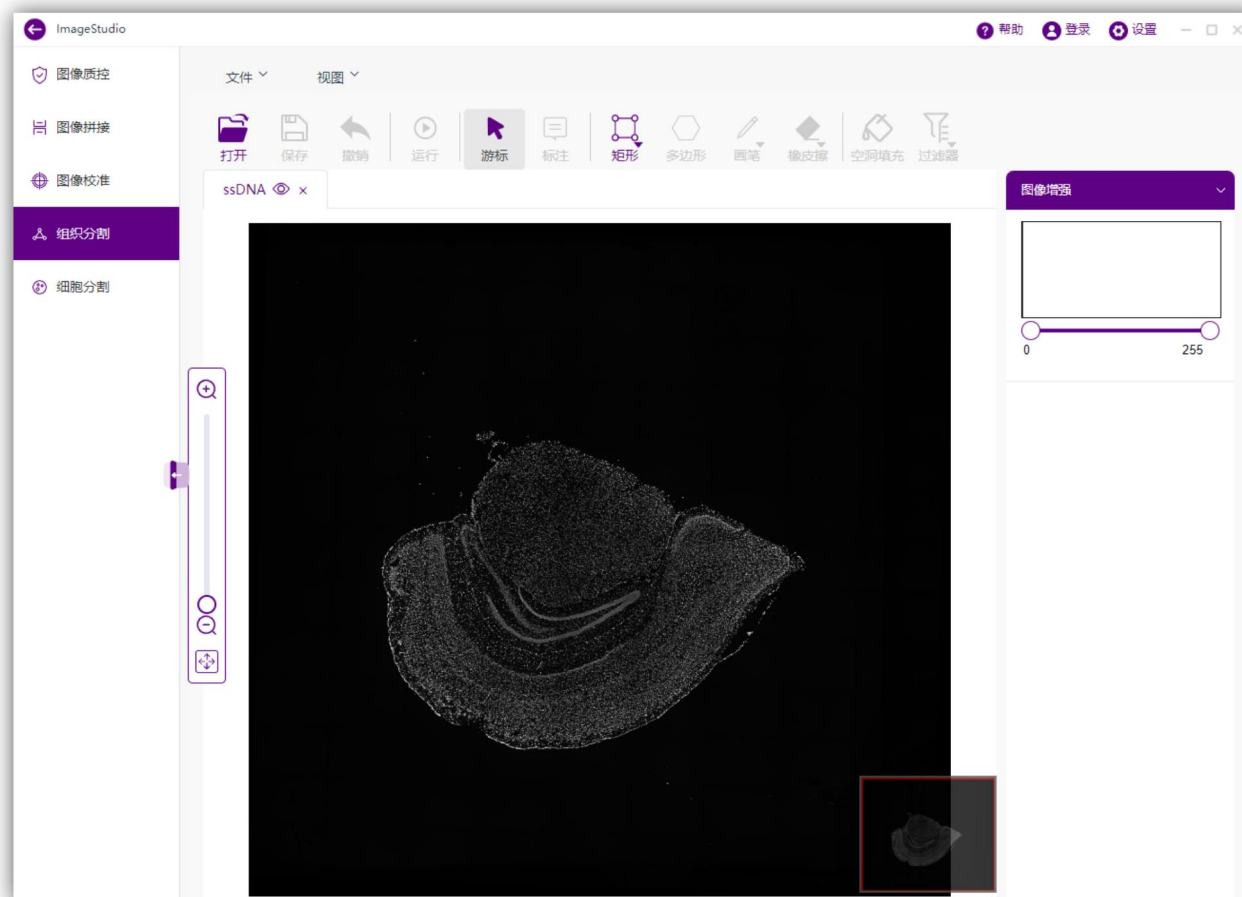 ImageStudio
帮助 登录 设置
图像质控
图像拼接
图像校准
组织分割
细胞分割
文件 视图
打开 保存 撤销 运行 游标 标注 矩形 多边形 画笔 橡皮擦 空洞填充 过滤器
ssDNA ×
图像增强
0 255